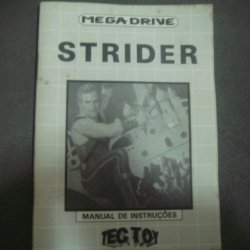 MEGA DRIVE
STRIDER
MANUAL DE INSTRUÇÕES
TEC TOY